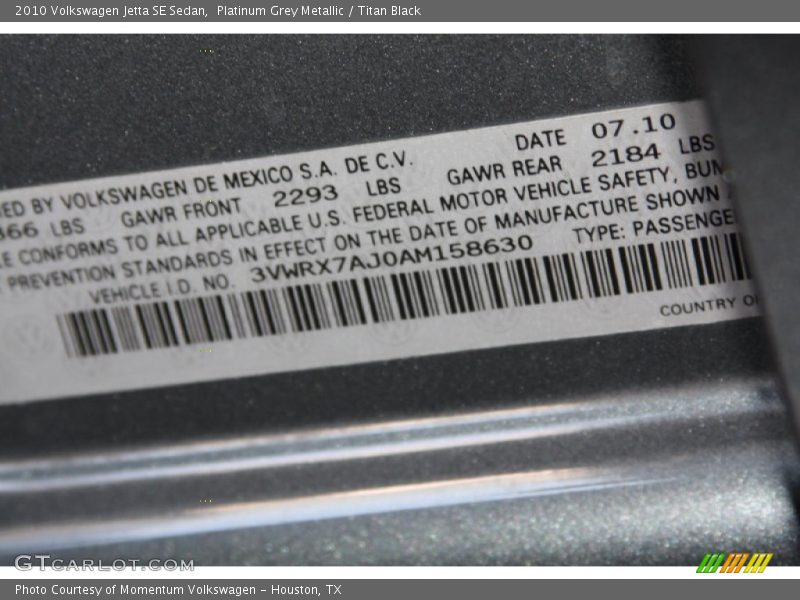 2010 Volkswagen Jetta SE Sedan, Platinum Grey Metallic / Titan Black
DATE 07.10
BY VOLKSWAGEN DE MEXICO S.A. DE C.V.
LBS GAWR FRONT 2293 LBS GAWR REAR 2184 LBS
CONFORMS TO ALL APPLICABLE U.S. FEDERAL MOTOR VEHICLE SAFETY, BUM
PREVENTION STANDARDS IN EFFECT ON THE DATE OF MANUFACTURE SHOWN
VEHICLE I.D. NO. 3VWRX7AJ0AM158630 TYPE: PASSENGE
COUNTRY O
GTCARLOT.COM
Photo Courtesy of Momentum Volkswagen - Houston, TX